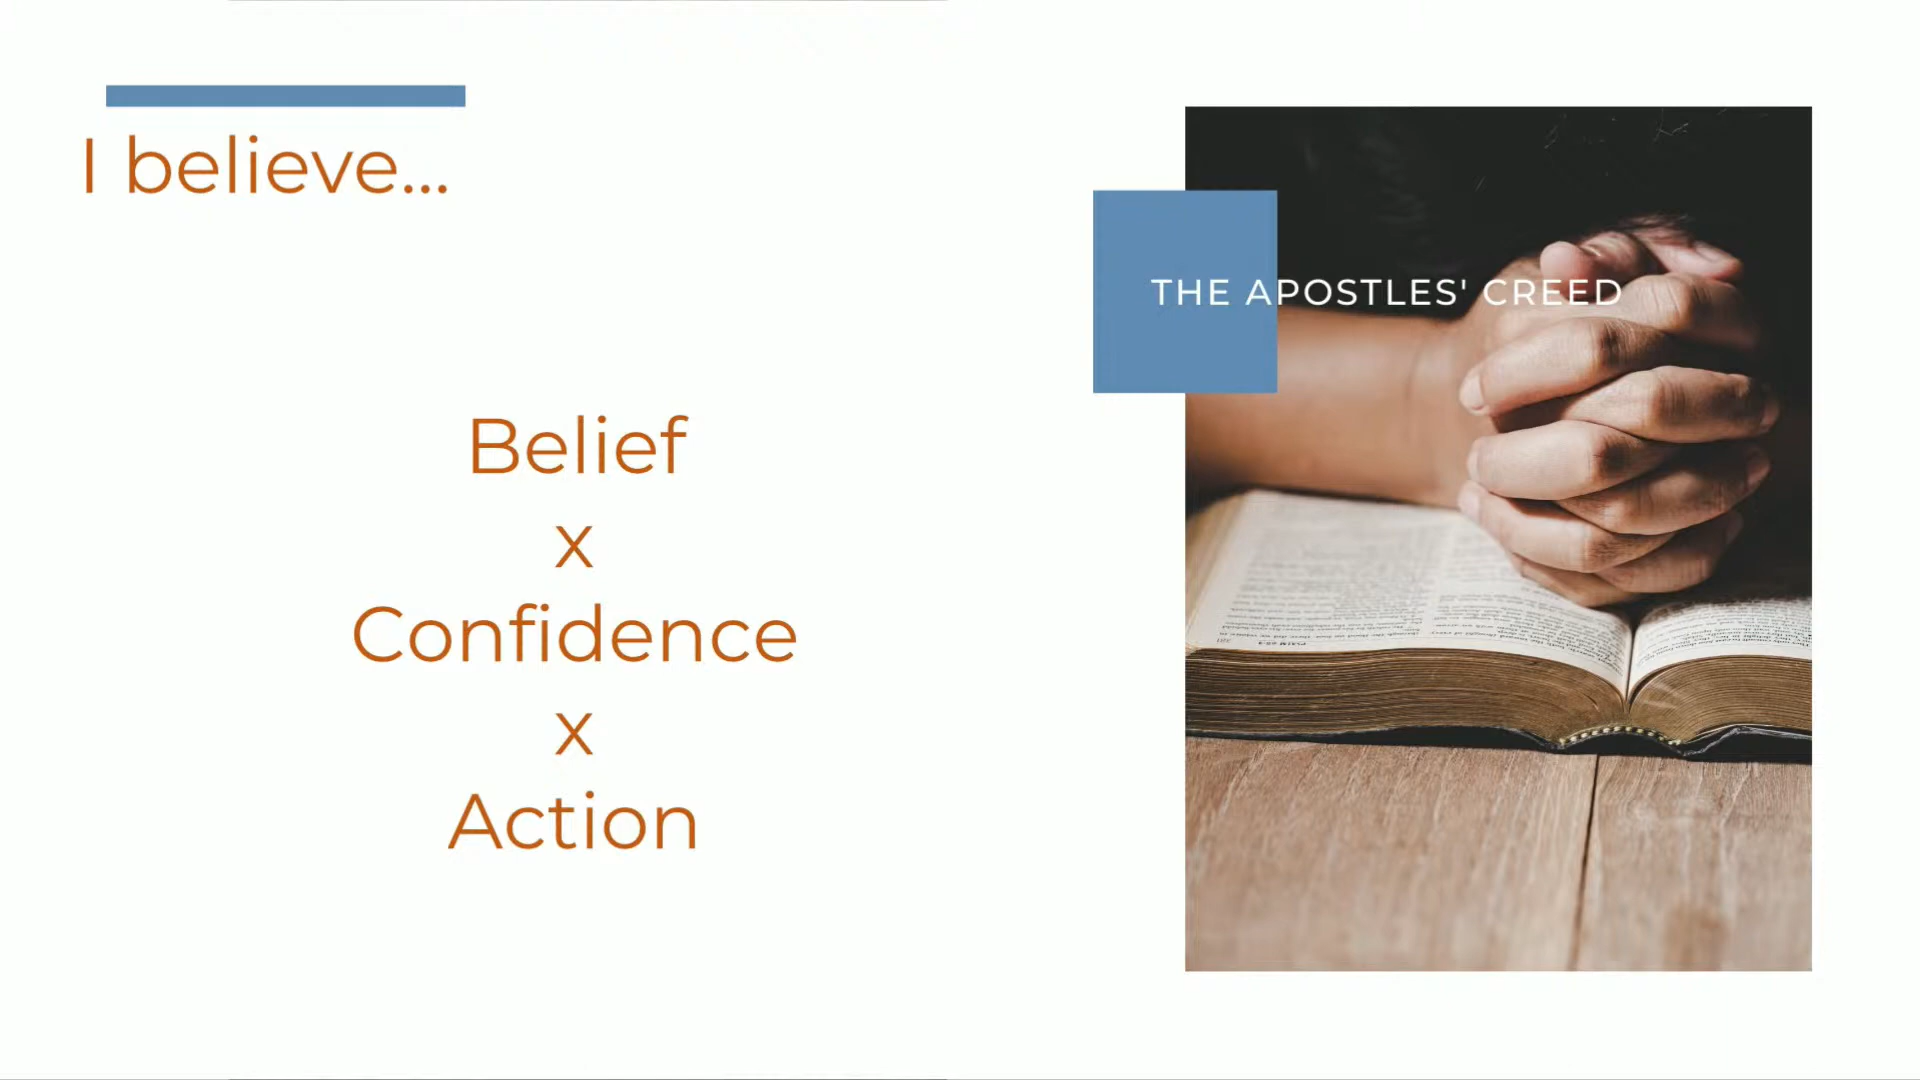 I believe...
Belief
x
Confidence
x
Action
THE APOSTLES' CREED